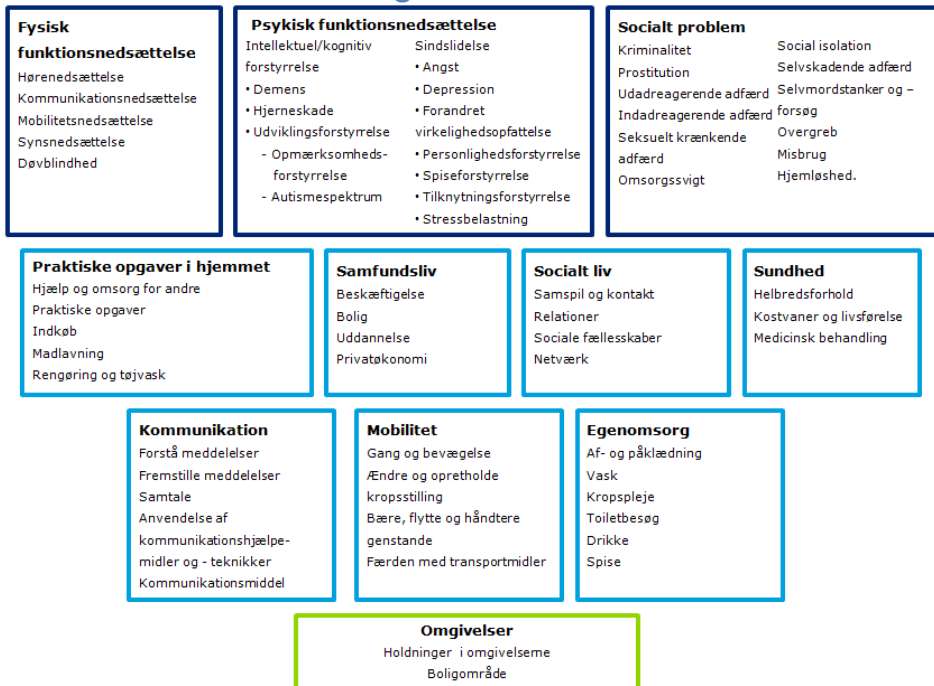 Fysisk
funktionsnedsættelse
Hørenedsættelse
Kommunikationsnedsættelse
Mobilitetsnedsættelse
Synsnedsættelse
Døvblindhed
Psykisk funktionsnedsættelse
Intellektuel/kognitiv
forstyrrelse
• Demens
• Hjerneskade
• Udviklingsforstyrrelse
- Opmærksomheds-
forstyrrelse
- Autismespektrum
Sindslidelse
• Angst
• Depression
• Forandret
virkelighedsopfattelse
• Personlighedsforstyrrelse
• Spiseforstyrrelse
• Tilknytningsforstyrrelse
• Stressbelastning
Socialt problem
Kriminalitet
Prostitution
Udadreagerende adfærd
Indadreagerende adfærd
Seksuelt krænkende
adfærd
Omsorgssvigt
Social isolation
Selvskadende adfærd
Selvmordstanker og –
forsøg
Overgreb
Misbrug
Hjemløshed.
Praktiske opgaver i hjemmet
Hjælp og omsorg for andre
Praktiske opgaver
Indkøb
Madlavning
Rengøring og tøjvask
Samfundsliv
Beskæftigelse
Bolig
Uddannelse
Privatøkonomi
Socialt liv
Samspil og kontakt
Relationer
Sociale fællesskaber
Netværk
Sundhed
Helbredsforhold
Kostvaner og livsførelse
Medicinsk behandling
Kommunikation
Forstå meddelelser
Fremstille meddelelser
Samtale
Anvendelse af
kommunikationshjælpe-
midler og - teknikker
Kommunikationsmiddel
Mobilitet
Gang og bevægelse
Ændre og opretholde
kropsstilling
Bære, flytte og håndtere
genstande
Færden med transportmidler
Egenomsorg
Af- og påklædning
Vask
Kropspleje
Toiletbesøg
Drikke
Spise
Omgivelser
Holdninger i omgivelserne
Boligområde